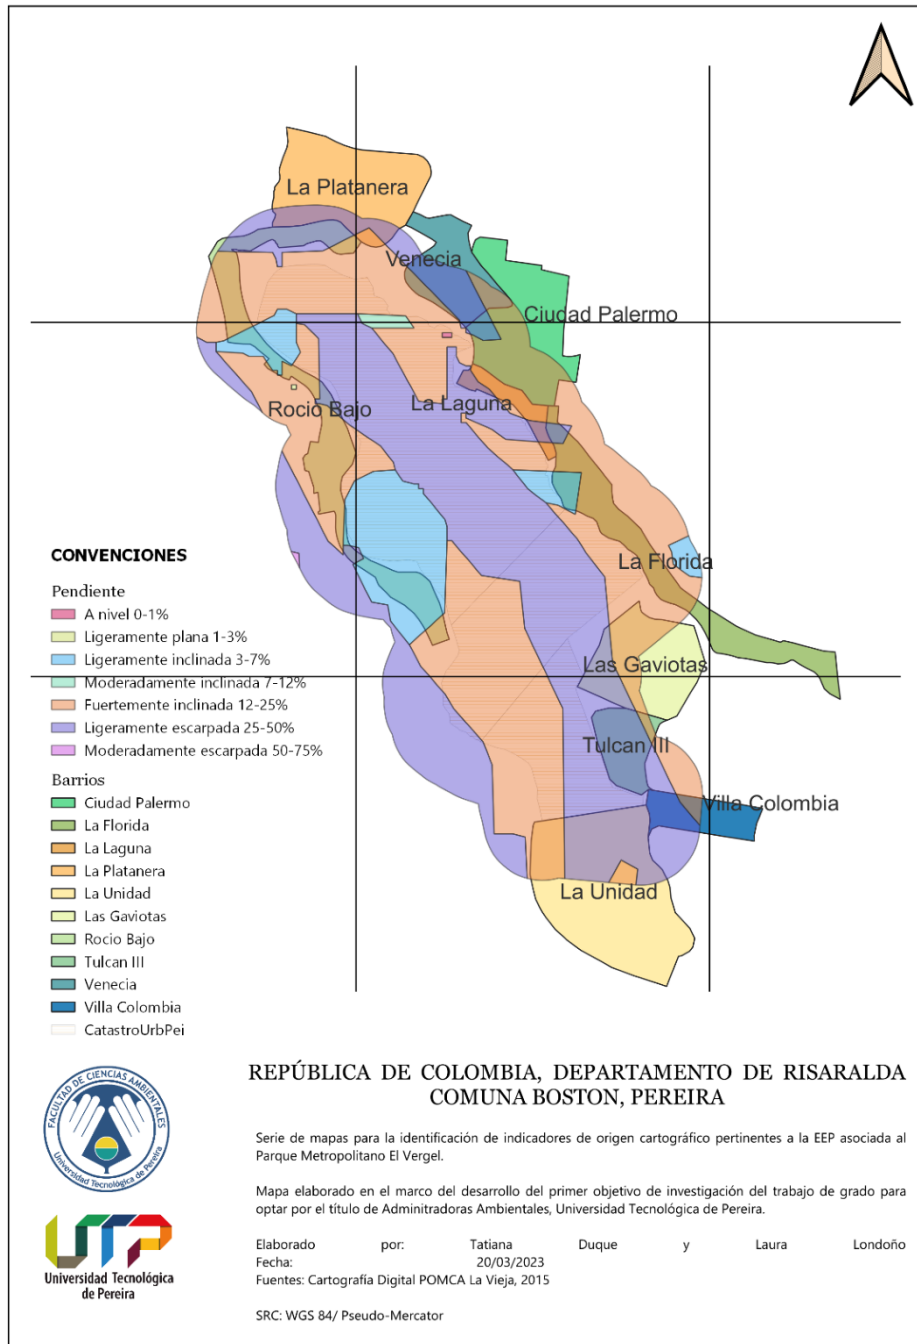 La Platanera
Venecia
Ciudad Palermo
Rocio Bajo
La Laguna
La Florida
Las Gaviotas
Tulcan III
Villa Colombia
La Unidad
CONVENCIONES
Pendiente
A nivel 0-1%
Ligeramente plana 1-3%
Ligeramente inclinada 3-7%
Moderadamente inclinada 7-12%
Fuertemente inclinada 12-25%
Ligeramente escarpada 25-50%
Moderadamente escarpada 50-75%
Barrios
Ciudad Palermo
La Florida
La Laguna
La Platanera
La Unidad
Las Gaviotas
Rocio Bajo
Tulcan III
Venecia
Villa Colombia
CatastroUrbPei
FACULTAD DE CIENCIAS AMBIENTALES
Universidad Tecnológica de Pereira
UTP
Universidad Tecnológica
de Pereira
REPÚBLICA DE COLOMBIA, DEPARTAMENTO DE RISARALDA
COMUNA BOSTON, PEREIRA
Serie de mapas para la identificación de indicadores de origen cartográfico pertinentes a la EEP asociada al
Parque Metropolitano El Vergel.
Mapa elaborado en el marco del desarrollo del primer objetivo de investigación del trabajo de grado para
optar por el título de Adminitradoras Ambientales, Universidad Tecnológica de Pereira.
Elaborado por: Tatiana Duque y Laura Londoño
Fecha: 20/03/2023
Fuentes: Cartografía Digital POMCA La Vieja, 2015
SRC: WGS 84/ Pseudo-Mercator